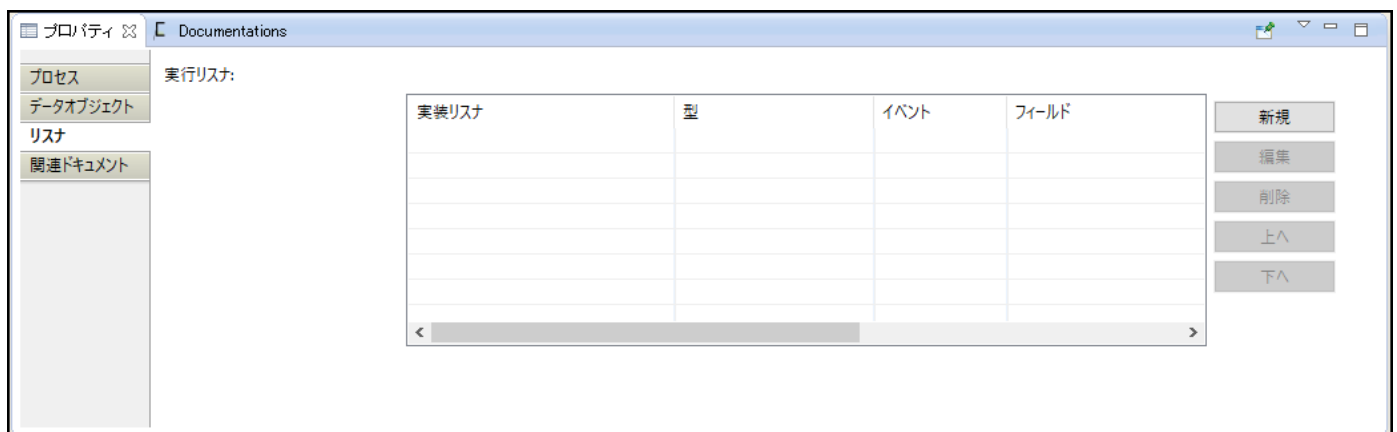 プロパティ Documentations
プロセス
データオブジェクト
リスナ
関連ドキュメント
実行リスナ:
実装リスナ 型 イベント フィールド
新規
編集
削除
上へ
下へ